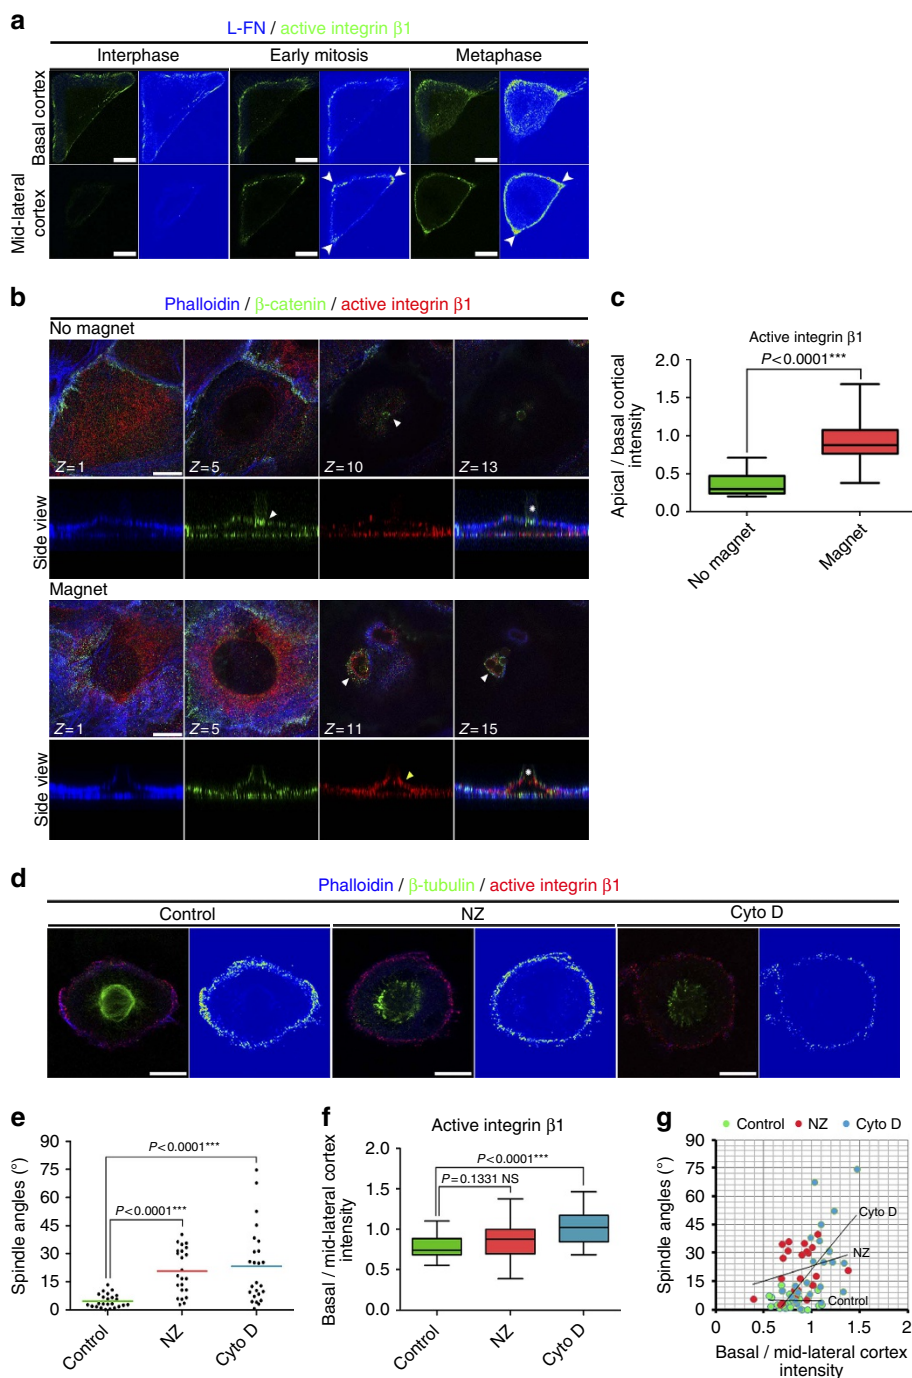 a
L-FN / active integrin β1
Interphase
Early mitosis
Metaphase
Basal cortex
Mid-lateral
cortex
b
Phalloidin / β-catenin / active integrin β1
No magnet
Z=1
Z=5
Z=10
Z=13
Side view
Magnet
Z=1
Z=5
Z=11
Z=15
Side view
c
Active integrin β1
P<0.0001***
2.0
1.5
1.0
0.5
0.0
Apical / basal cortical
intensity
No magnet
Magnet
d
Phalloidin / β-tubulin / active integrin β1
Control
NZ
Cyto D
e
P<0.0001***
P<0.0001***
90
75
60
45
30
15
0
Spindle angles (°)
Control
NZ
Cyto D
f
Active integrin β1
P<0.0001***
P=0.1331 NS
2.0
1.5
1.0
0.5
0.0
Basal / mid-lateral cortex
intensity
Control
NZ
Cyto D
g
Control
NZ
Cyto D
90
75
60
45
30
15
0
Spindle angles (°)
Cyto D
NZ
Control
0
0.5
1
1.5
2
Basal / mid-lateral cortex
intensity